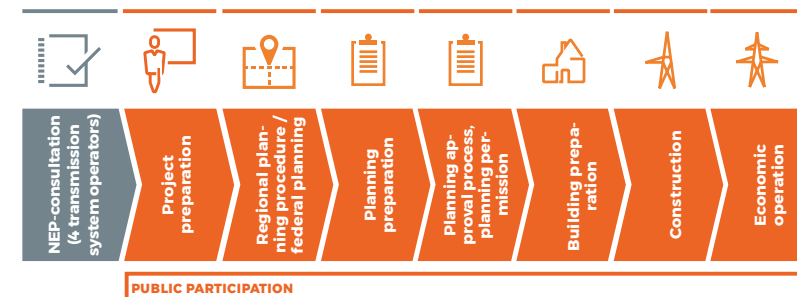 NEP-consultation
(4 transmission
system operators)
Project
preparation
Regional plan-
ning procedure /
federal planning
Planning
preparation
Planning ap-
proval process,
planning per-
mission
Building prepa-
ration
Construction
Economic
operation
PUBLIC PARTICIPATION